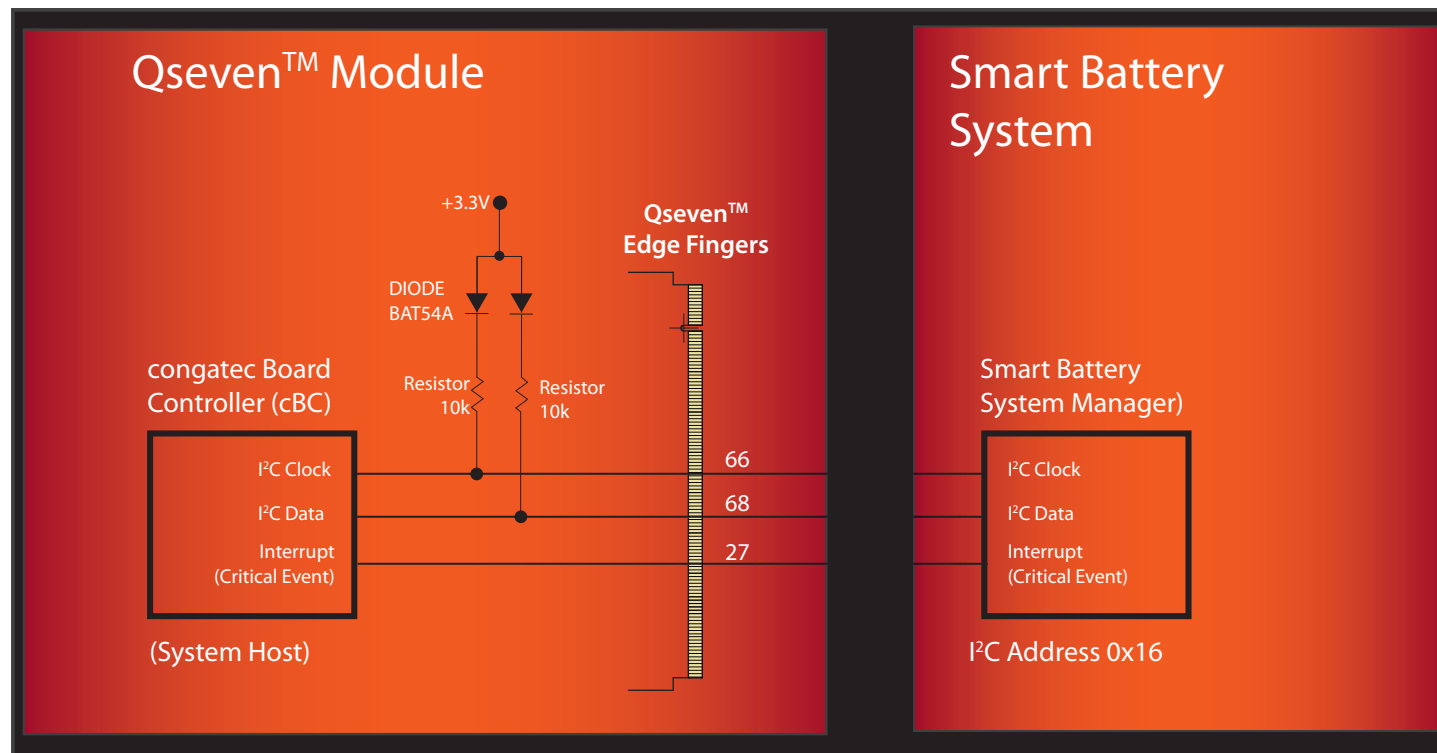 Qseven™ Module
Smart Battery
System
+3.3V
Qseven™
Edge Fingers
DIODE
BAT54A
congatec Board
Controller (cBC)
Resistor
10k
Resistor
10k
Smart Battery
System Manager)
66
I²C Clock
I²C Clock
68
I²C Data
I²C Data
27
Interrupt
(Critical Event)
Interrupt
(Critical Event)
(System Host)
I²C Address 0x16